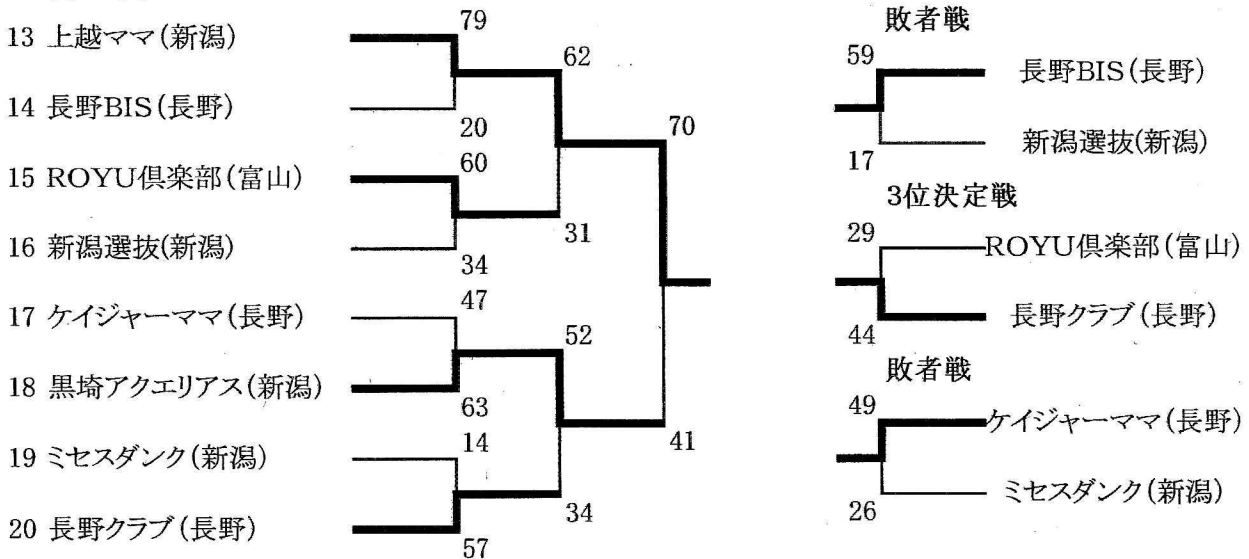 13 上越ママ(新潟)
14 長野BIS(長野)
15 ROYU倶楽部(富山)
16 新潟選抜(新潟)
17 ケイジャーママ(長野)
18 黒埼アクエリアス(新潟)
19 ミセスダンク(新潟)
20 長野クラブ(長野)
79
20
60
34
47
63
14
57
62
31
52
34
70
41
敗者戦
59
長野BIS(長野)
17
新潟選抜(新潟)
3位決定戦
29
ROYU倶楽部(富山)
44
長野クラブ(長野)
敗者戦
49
ケイジャーママ(長野)
26
ミセスダンク(新潟)